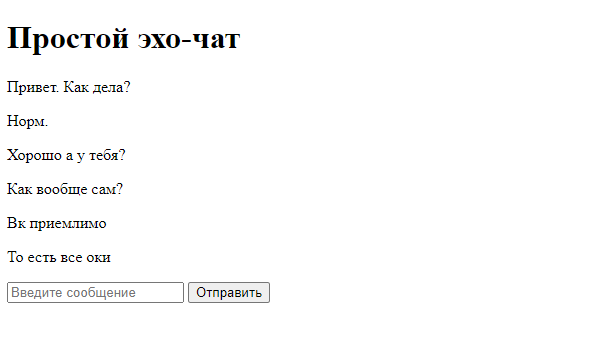 Простой эхо-чат
Привет. Как дела?
Норм.
Хорошо а у тебя?
Как вообще сам?
Вк приемлимо
То есть все оки
Введите сообщение Отправить